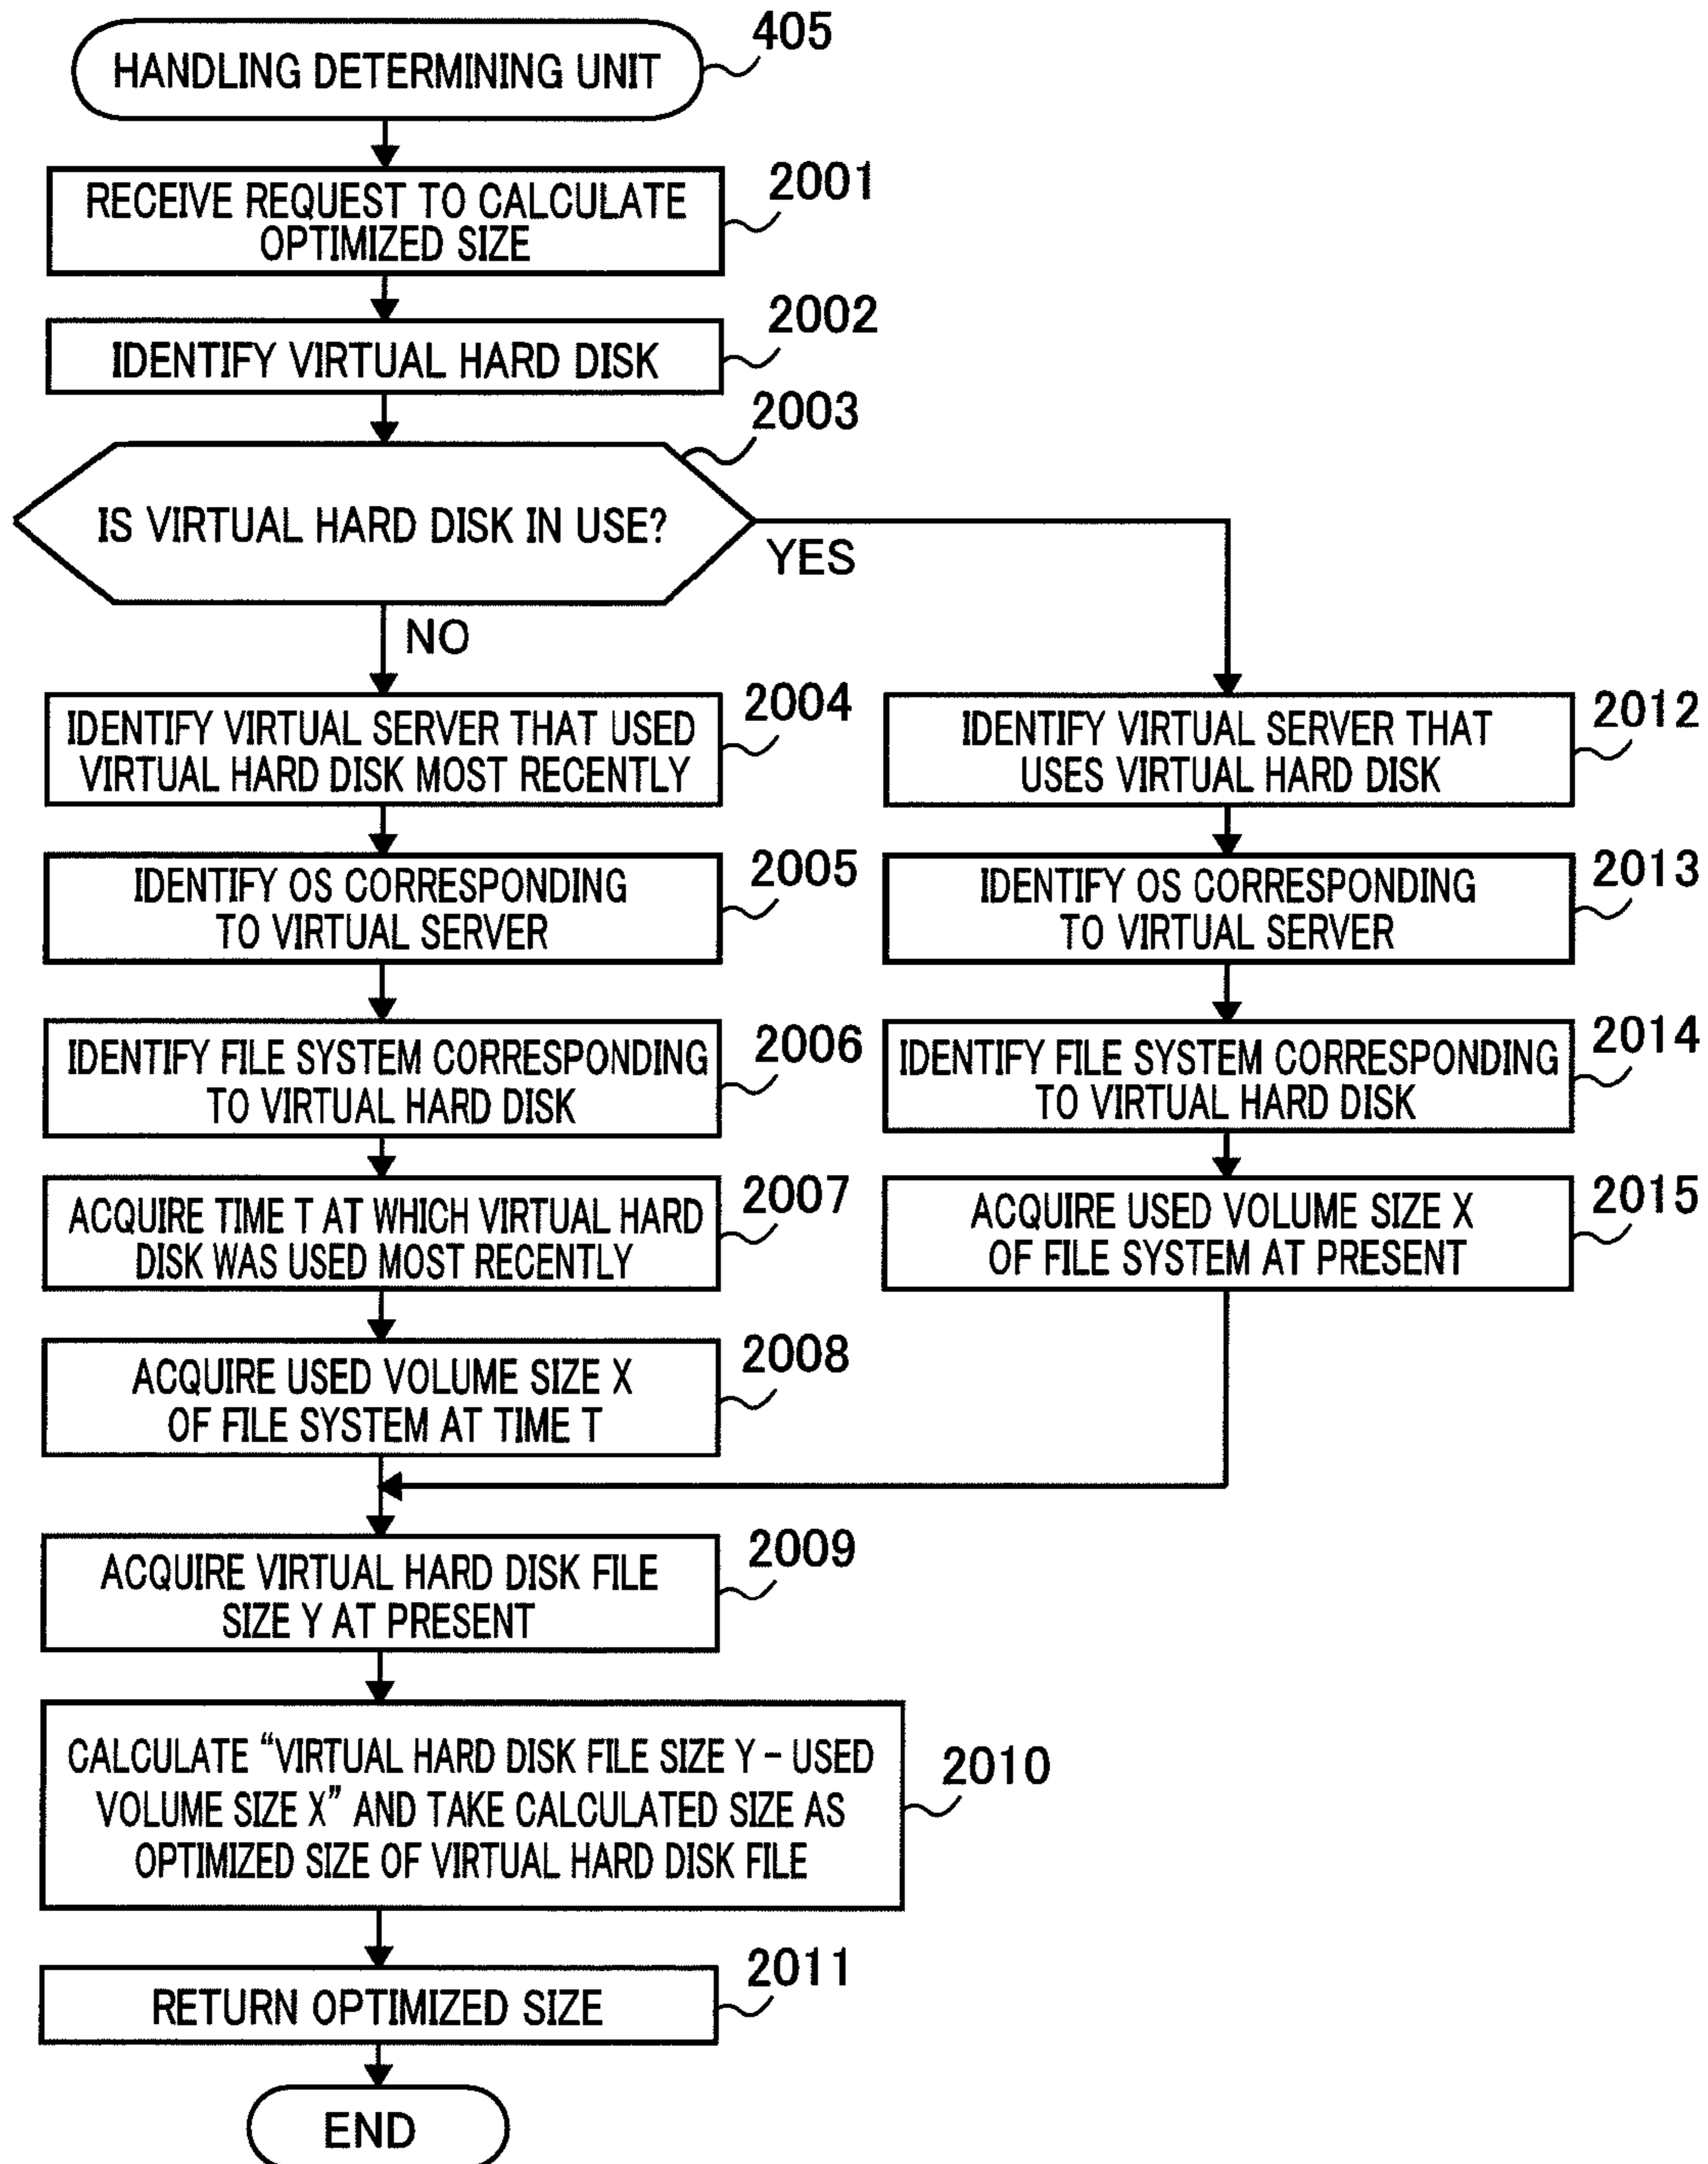 HANDLING DETERMINING UNIT
405
RECEIVE REQUEST TO CALCULATE
OPTIMIZED SIZE
2001
IDENTIFY VIRTUAL HARD DISK
2002
IS VIRTUAL HARD DISK IN USE?
2003
YES
NO
IDENTIFY VIRTUAL SERVER THAT USED
VIRTUAL HARD DISK MOST RECENTLY
2004
IDENTIFY OS CORRESPONDING
TO VIRTUAL SERVER
2005
IDENTIFY FILE SYSTEM CORRESPONDING
TO VIRTUAL HARD DISK
2006
ACQUIRE TIME T AT WHICH VIRTUAL HARD
DISK WAS USED MOST RECENTLY
2007
ACQUIRE USED VOLUME SIZE X
OF FILE SYSTEM AT TIME T
2008
IDENTIFY VIRTUAL SERVER THAT
USES VIRTUAL HARD DISK
2012
IDENTIFY OS CORRESPONDING
TO VIRTUAL SERVER
2013
IDENTIFY FILE SYSTEM CORRESPONDING
TO VIRTUAL HARD DISK
2014
ACQUIRE USED VOLUME SIZE X
OF FILE SYSTEM AT PRESENT
2015
ACQUIRE VIRTUAL HARD DISK FILE
SIZE Y AT PRESENT
2009
CALCULATE “VIRTUAL HARD DISK FILE SIZE Y – USED
VOLUME SIZE X” AND TAKE CALCULATED SIZE AS
OPTIMIZED SIZE OF VIRTUAL HARD DISK FILE
2010
RETURN OPTIMIZED SIZE
2011
END